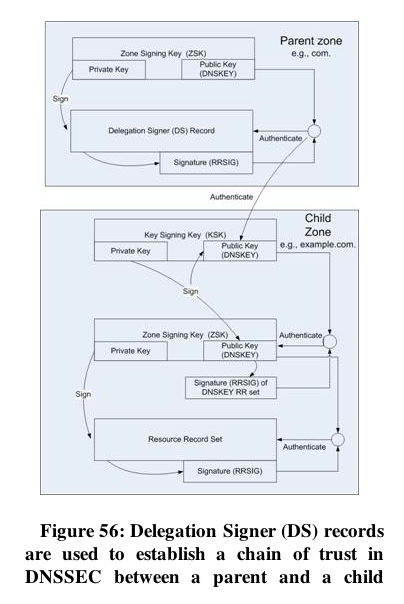 Parent zone
e.g., com.
Zone Signing Key (ZSK)
Private Key
Public Key
(DNSKEY)
Sign
Delegation Signer (DS) Record
Authenticate
Signature (RRSIG)
Authenticate
Child
Zone
e.g., example.com.
Key Signing Key (KSK)
Private Key
Public Key
(DNSKEY)
Sign
Zone Signing Key (ZSK)
Private Key
Public Key
(DNSKEY)
Authenticate
Signature (RRSIG) of
DNSKEY RR set
Sign
Resource Record Set
Authenticate
Signature (RRSIG)
Figure 56: Delegation Signer (DS) records
are used to establish a chain of trust in
DNSSEC between a parent and a child